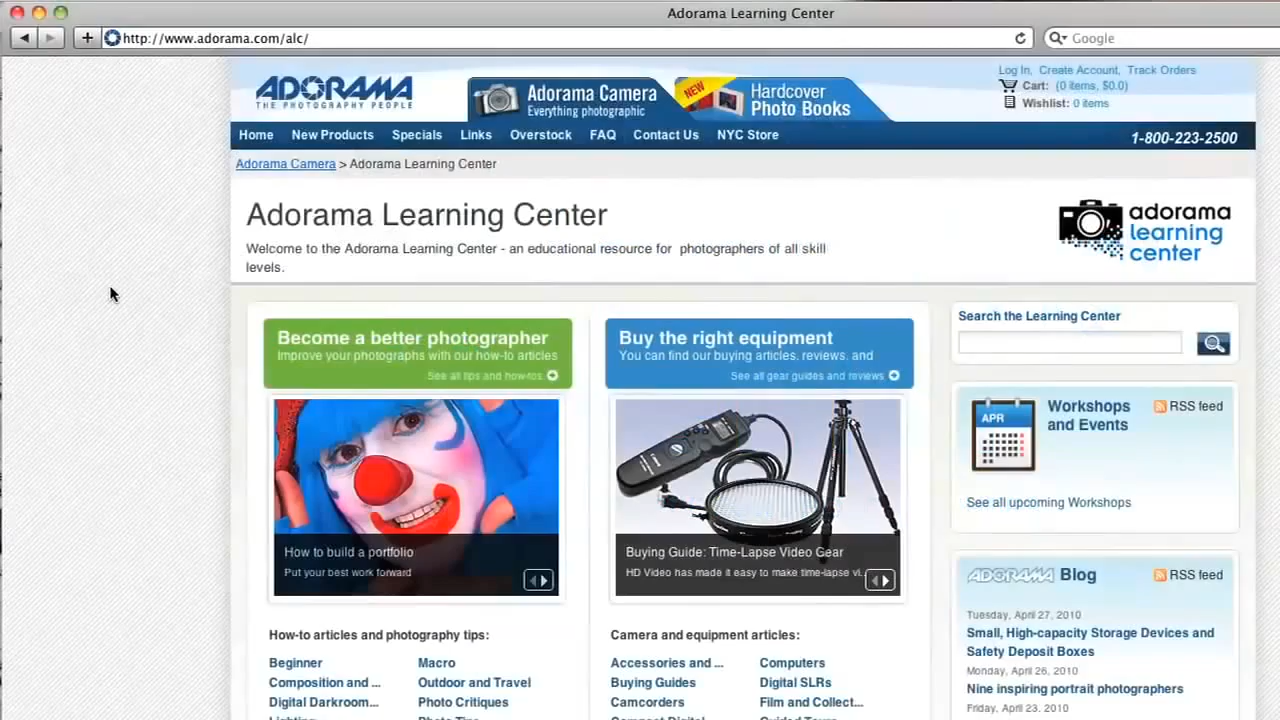 Adorama Learning Center
http://www.adorama.com/alc/
Google
ADORAMA
THE PHOTOGRAPHY PEOPLE
Adorama Camera
Everything photographic
NEW
Hardcover
Photo Books
Log In, Create Account, Track Orders
Cart: (0 items, $0.0)
Wishlist: 0 items
Home New Products Specials Links Overstock FAQ Contact Us NYC Store
1-800-223-2500
Adorama Camera > Adorama Learning Center
Adorama Learning Center
Welcome to the Adorama Learning Center - an educational resource for photographers of all skill
levels.
adorama
learning
center
Become a better photographer
Improve your photographs with our how-to articles
See all tips and how-tos
How to build a portfolio
Put your best work forward
Buy the right equipment
You can find our buying articles, reviews, and
See all gear guides and reviews
Buying Guide: Time-Lapse Video Gear
HD Video has made it easy to make time-lapse vi...
Search the Learning Center
APR
Workshops
and Events
RSS feed
See all upcoming Workshops
ADORAMA Blog
RSS feed
Tuesday, April 27, 2010
Small, High-capacity Storage Devices and
Safety Deposit Boxes
Monday, April 26, 2010
Nine inspiring portrait photographers
Friday, April 23, 2010
How-to articles and photography tips:
Beginner
Macro
Composition and ...
Outdoor and Travel
Digital Darkroom...
Photo Critiques
Camera and equipment articles:
Accessories and ...
Computers
Buying Guides
Digital SLRs
Camcorders
Film and Collect...